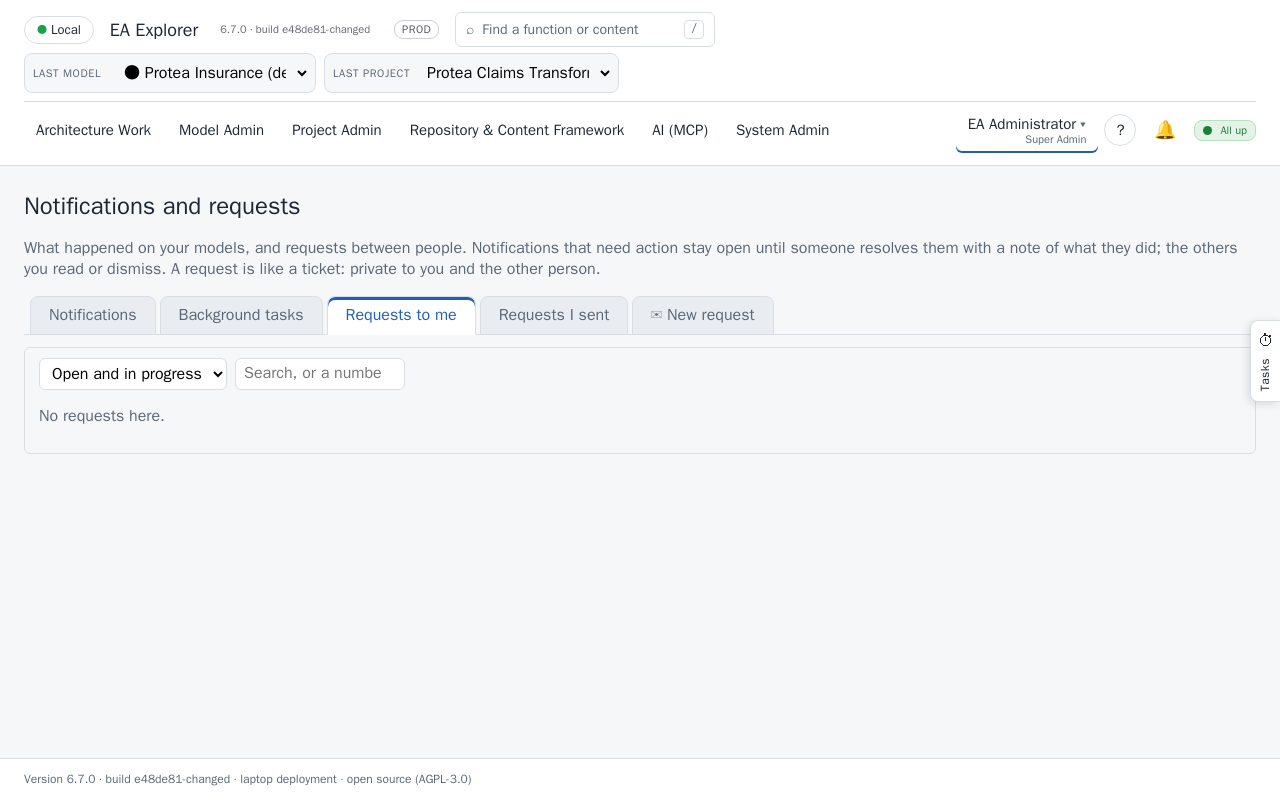 Local
EA Explorer
6.7.0 · build e48de81-changed
PROD
⌕ Find a function or content /
LAST MODEL ⬤ Protea Insurance (de
LAST PROJECT Protea Claims Transfor
Architecture Work
Model Admin
Project Admin
Repository & Content Framework
AI (MCP)
System Admin
EA Administrator ▾
Super Admin
?
All up
Notifications and requests
What happened on your models, and requests between people. Notifications that need action stay open until someone resolves them with a note of what they did; the others
you read or dismiss. A request is like a ticket: private to you and the other person.
Notifications
Background tasks
Requests to me
Requests I sent
✉ New request
Open and in progress
Search, or a numbe
No requests here.
Tasks
Version 6.7.0 · build e48de81-changed · laptop deployment · open source (AGPL-3.0)